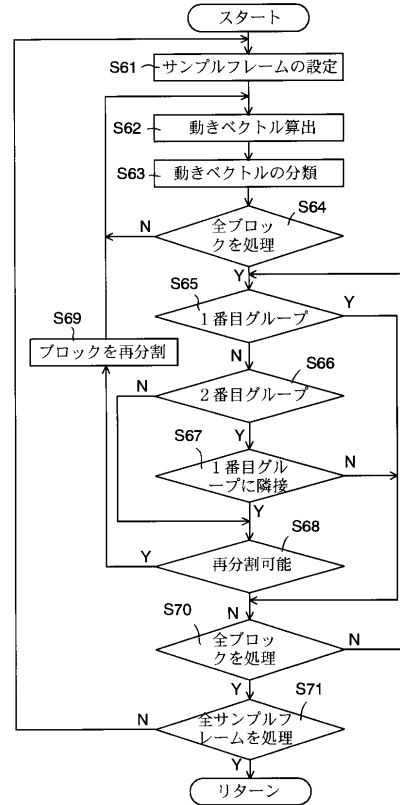 スタート
S61
サンプルフレームの設定
S62
動きベクトル算出
S63
動きベクトルの分類
S64
N
全ブロッ
クを処理
Y
S65
Y
1番目グループ
S69
ブロックを再分割
N
S66
N
2番目グループ
Y
S67
N
1番目グル
ープに隣接
Y
S68
Y
再分割可能
N
S70
N
全ブロック
を処理
Y
S71
N
全サンプルフ
レームを処理
Y
リターン